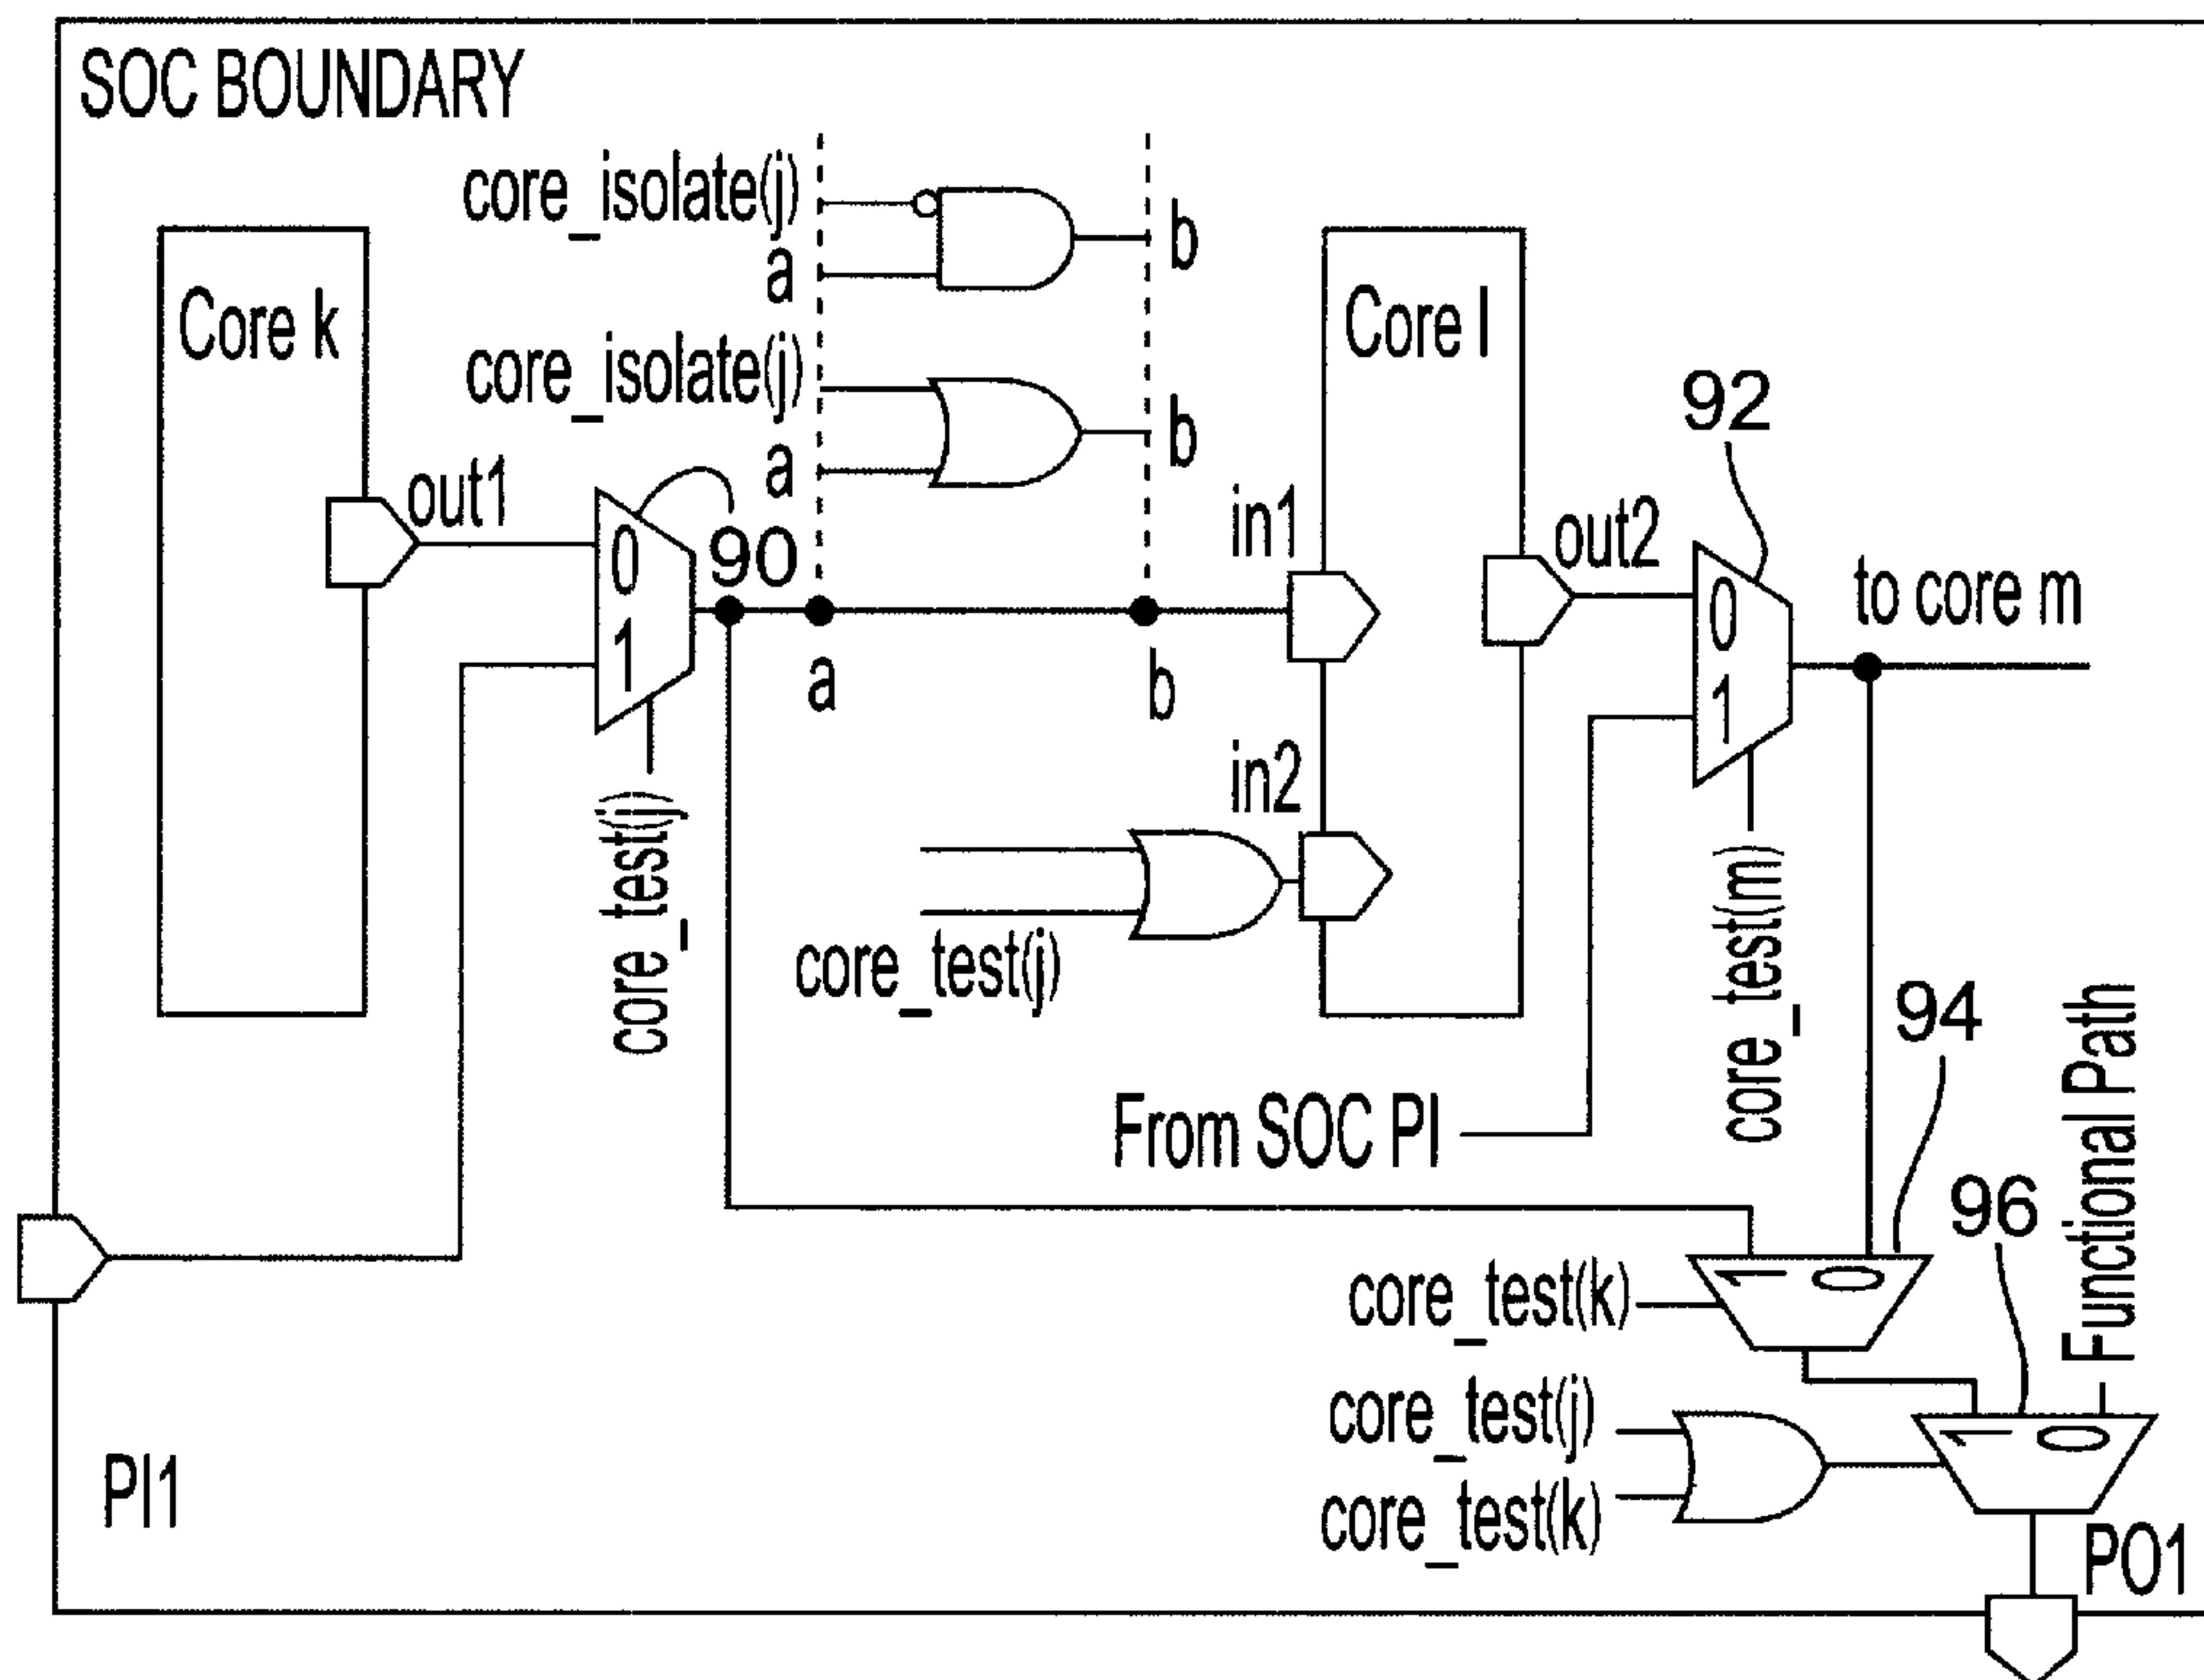 SOC BOUNDARY
core_isolate(j)
a
b
Core k
core_isolate(j)
a
b
Core l
92
out1
0
1
90
in1
out2
0
1
to core m
a
b
core_test(j)
in2
core_test(j)
core_test(m)
94
Functional Path
From SOC PI
96
core_test(k)
1 0
core_test(j)
core_test(k)
1 0
PI1
PO1